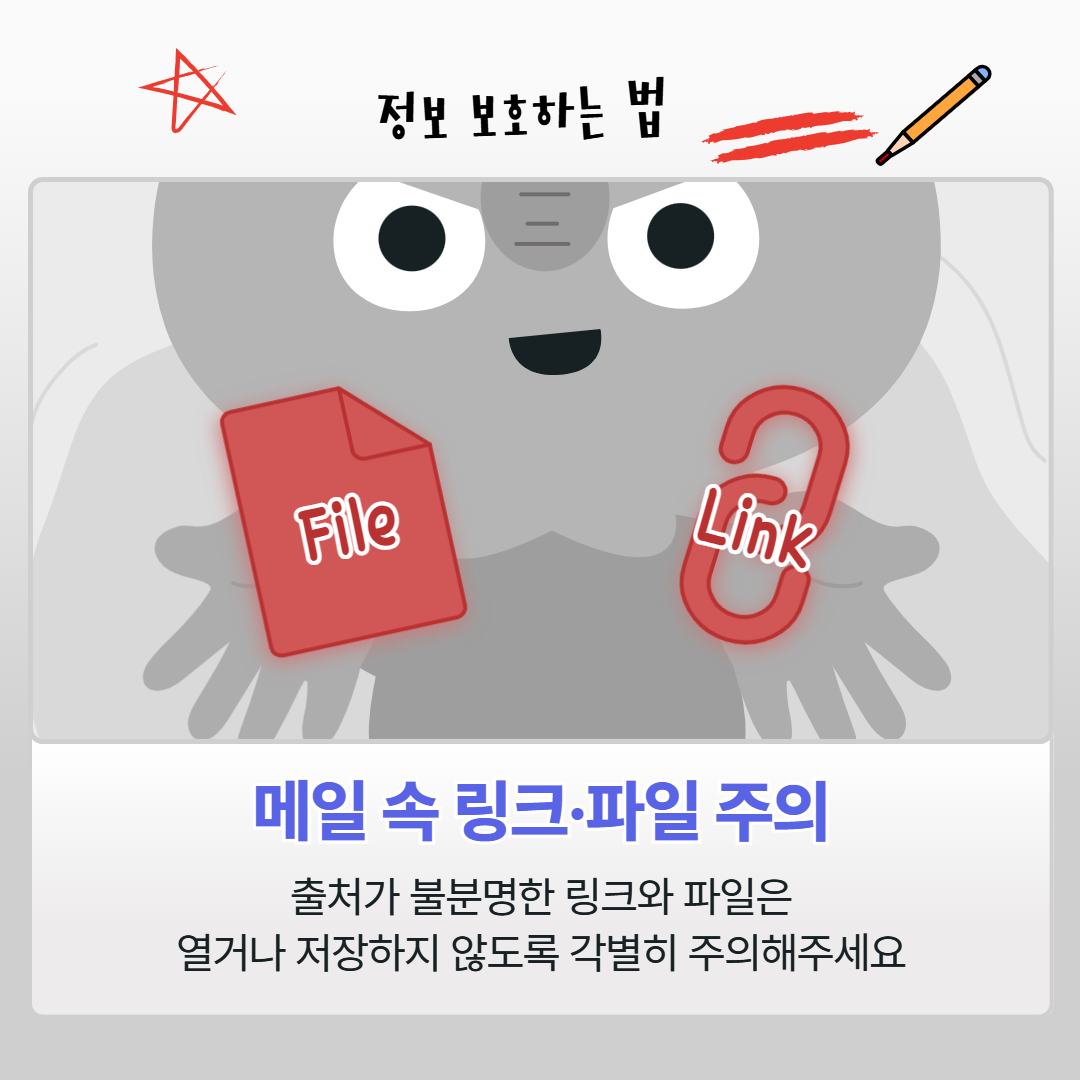 정보 보호하는 법
File
Link
메일 속 링크·파일 주의
출처가 불분명한 링크와 파일은
열거나 저장하지 않도록 각별히 주의해주세요